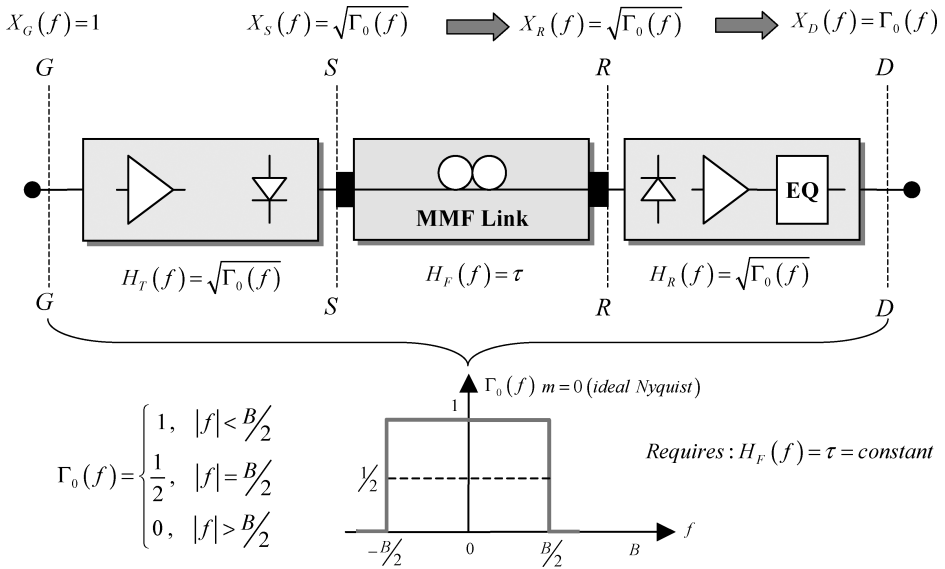 X_G(f)=1 X_S(f)=√Γ₀(f) X_R(f)=√Γ₀(f) X_D(f)=Γ₀(f)
G S R D
EQ
MMF Link
H_T(f)=√Γ₀(f) H_F(f)=τ H_R(f)=√Γ₀(f)
G S R D
Γ₀(f) m=0 (ideal Nyquist)
1
Γ₀(f)= { 1, |f|<B/2
1/2, |f|=B/2
0, |f|>B/2
Requires: H_F(f)=τ=constant
1/2
f
-B/2 0 B/2 B